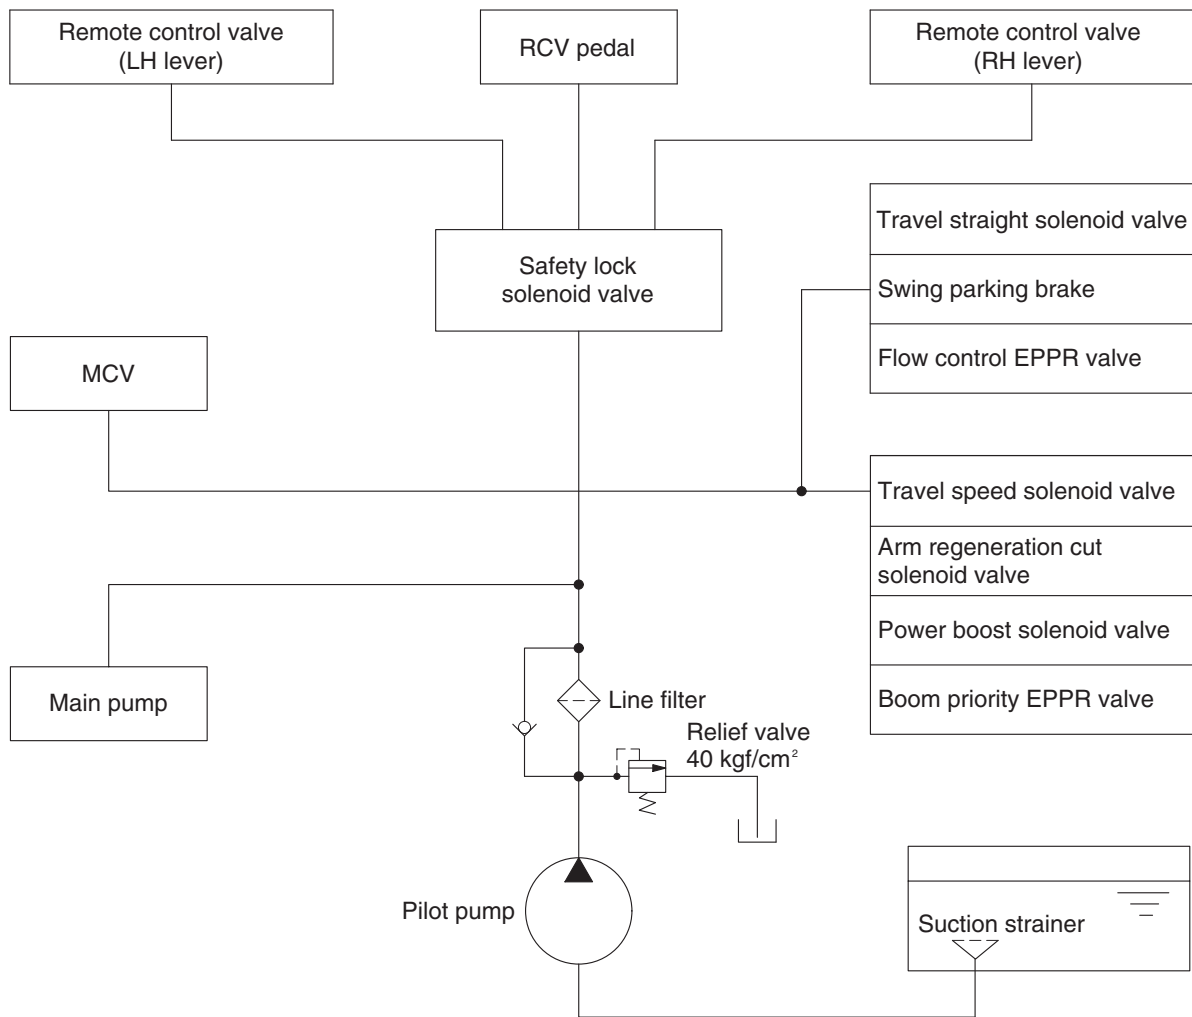 Remote control valve
(LH lever)
RCV pedal
Remote control valve
(RH lever)
Travel straight solenoid valve
Safety lock
solenoid valve
Swing parking brake
Flow control EPPR valve
MCV
Travel speed solenoid valve
Arm regeneration cut
solenoid valve
Power boost solenoid valve
Main pump
Line filter
Boom priority EPPR valve
Relief valve
40 kgf/cm²
Pilot pump
Suction strainer